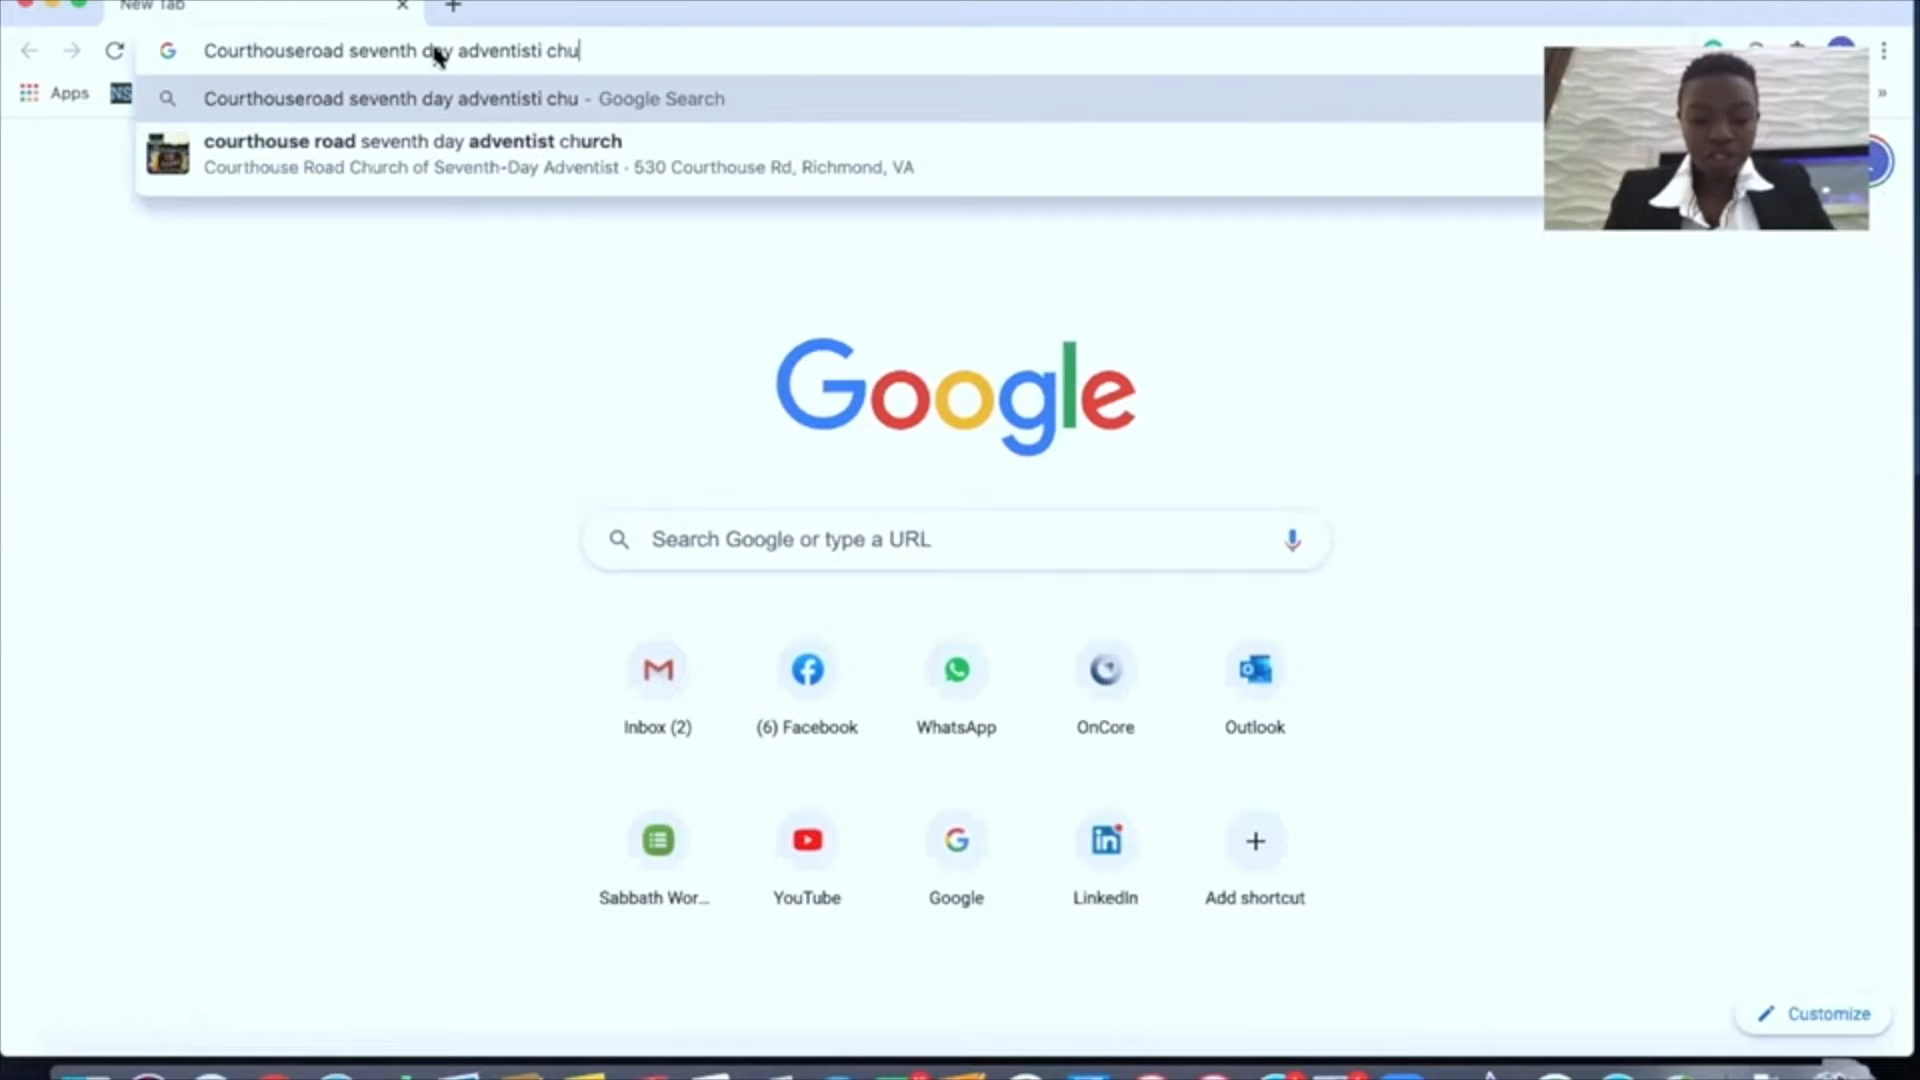 New Tab
Courthouseroad seventh day adventisti chu
Apps
NS
Courthouseroad seventh day adventisti chu - Google Search
courthouse road seventh day adventist church
Courthouse Road Church of Seventh-Day Adventist · 530 Courthouse Rd, Richmond, VA
Google
Search Google or type a URL
Inbox (2)
(6) Facebook
WhatsApp
OnCore
Outlook
Sabbath Wor...
YouTube
Google
LinkedIn
Add shortcut
Customize